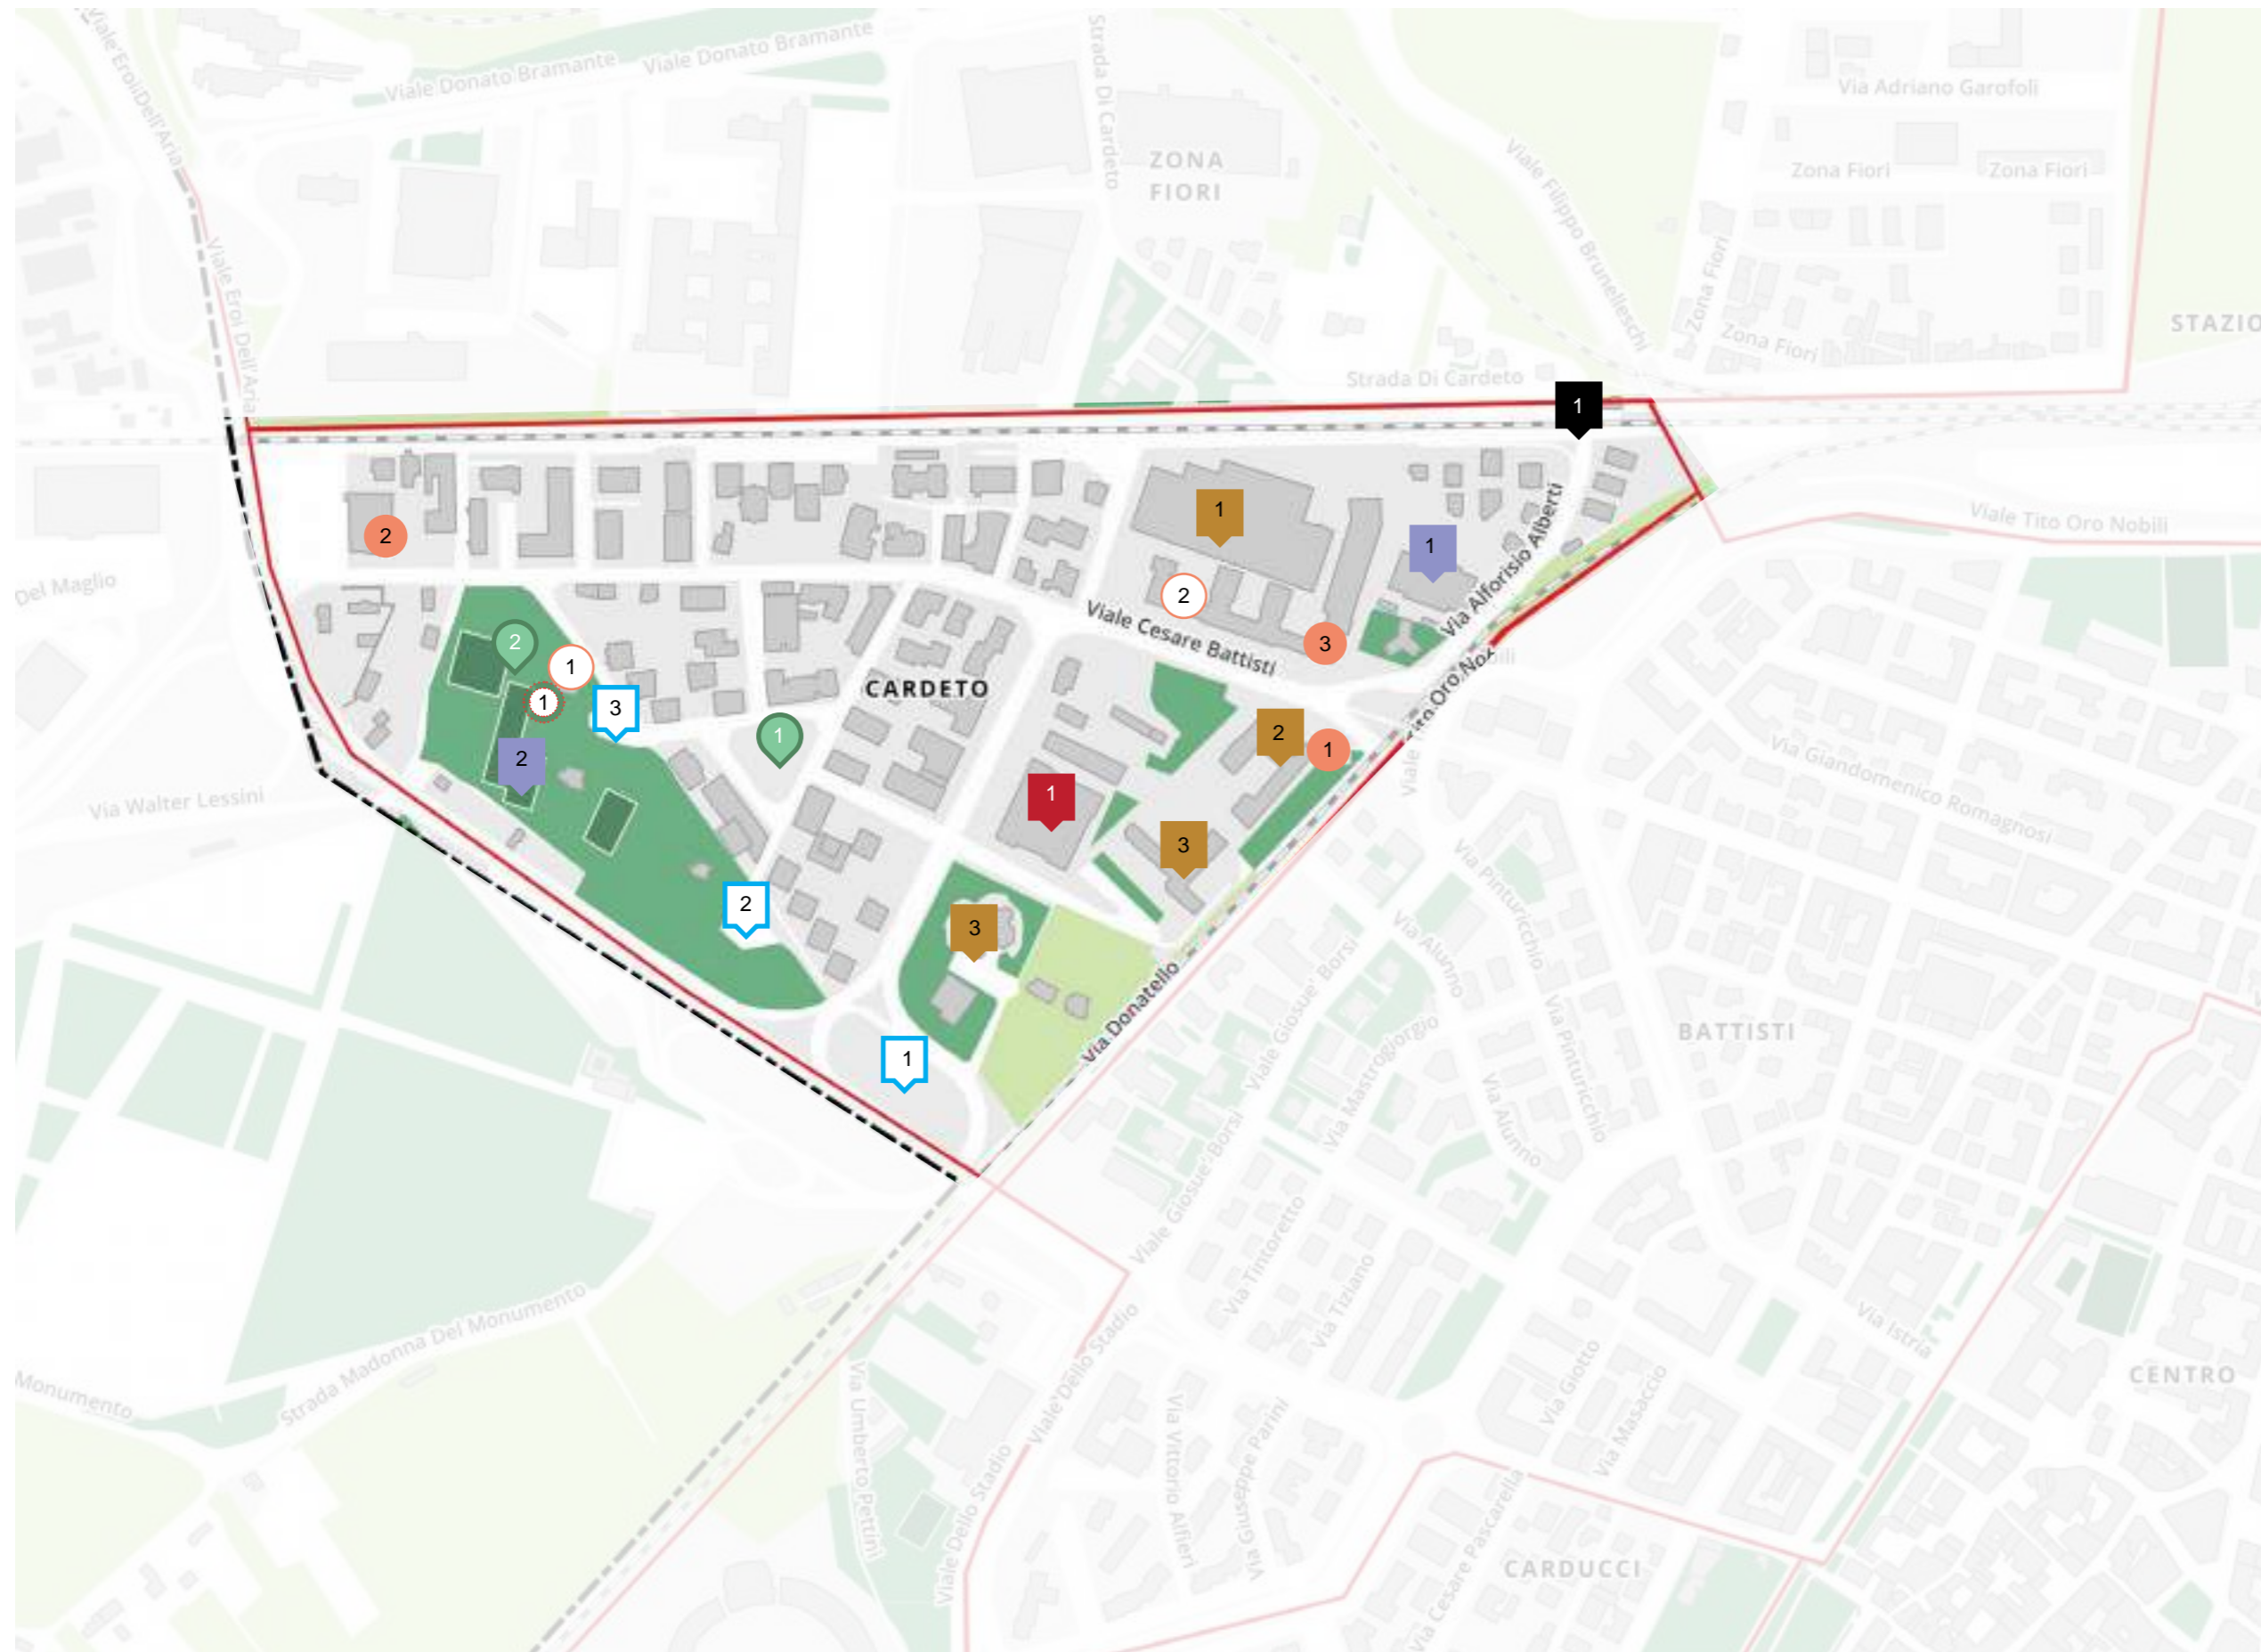 Viale Donato Bramante
Viale Donato Bramante
Viale Eroi Dell'Aria
Strada Di Cardeto
Via Adriano Garofoli
ZONA
FIORI
Viale Filippo Brunelleschi
Zona Fiori
Zona Fiori
Zona Fiori
Viale Eroi Dell'Aria
STAZIO
Zona Fiori
Strada Di Cardeto
1
1
Viale Tito Oro Nobili
2
1
Via Alforisio Alberti
Del Maglio
2
Viale Cesare Battisti
3
2
1
CARDETO
1
3
1
2
1
2
Via Giandomenico Romagnosi
1
Via Walter Lessini
3
2
3
Via Pinturicchio
Via Alunno
Via Donatello
Viale Giosue' Borsi
Via Pinturicchio
BATTISTI
1
Via Mastrogiorgio
Via Alunno
Viale Giosue' Borsi
Via Tintoretto
Via Tiziano
Via Istria
Strada Madonna Del Monumento
Monumento
Viale Dello Stadio
CENTRO
Via Giotto
Via Masaccio
Via Umberto Pettini
Via Vittorio Alfieri
Via Giuseppe Parini
Viale Dello Stadio
Via Cesare Pascarella
CARDUCCI